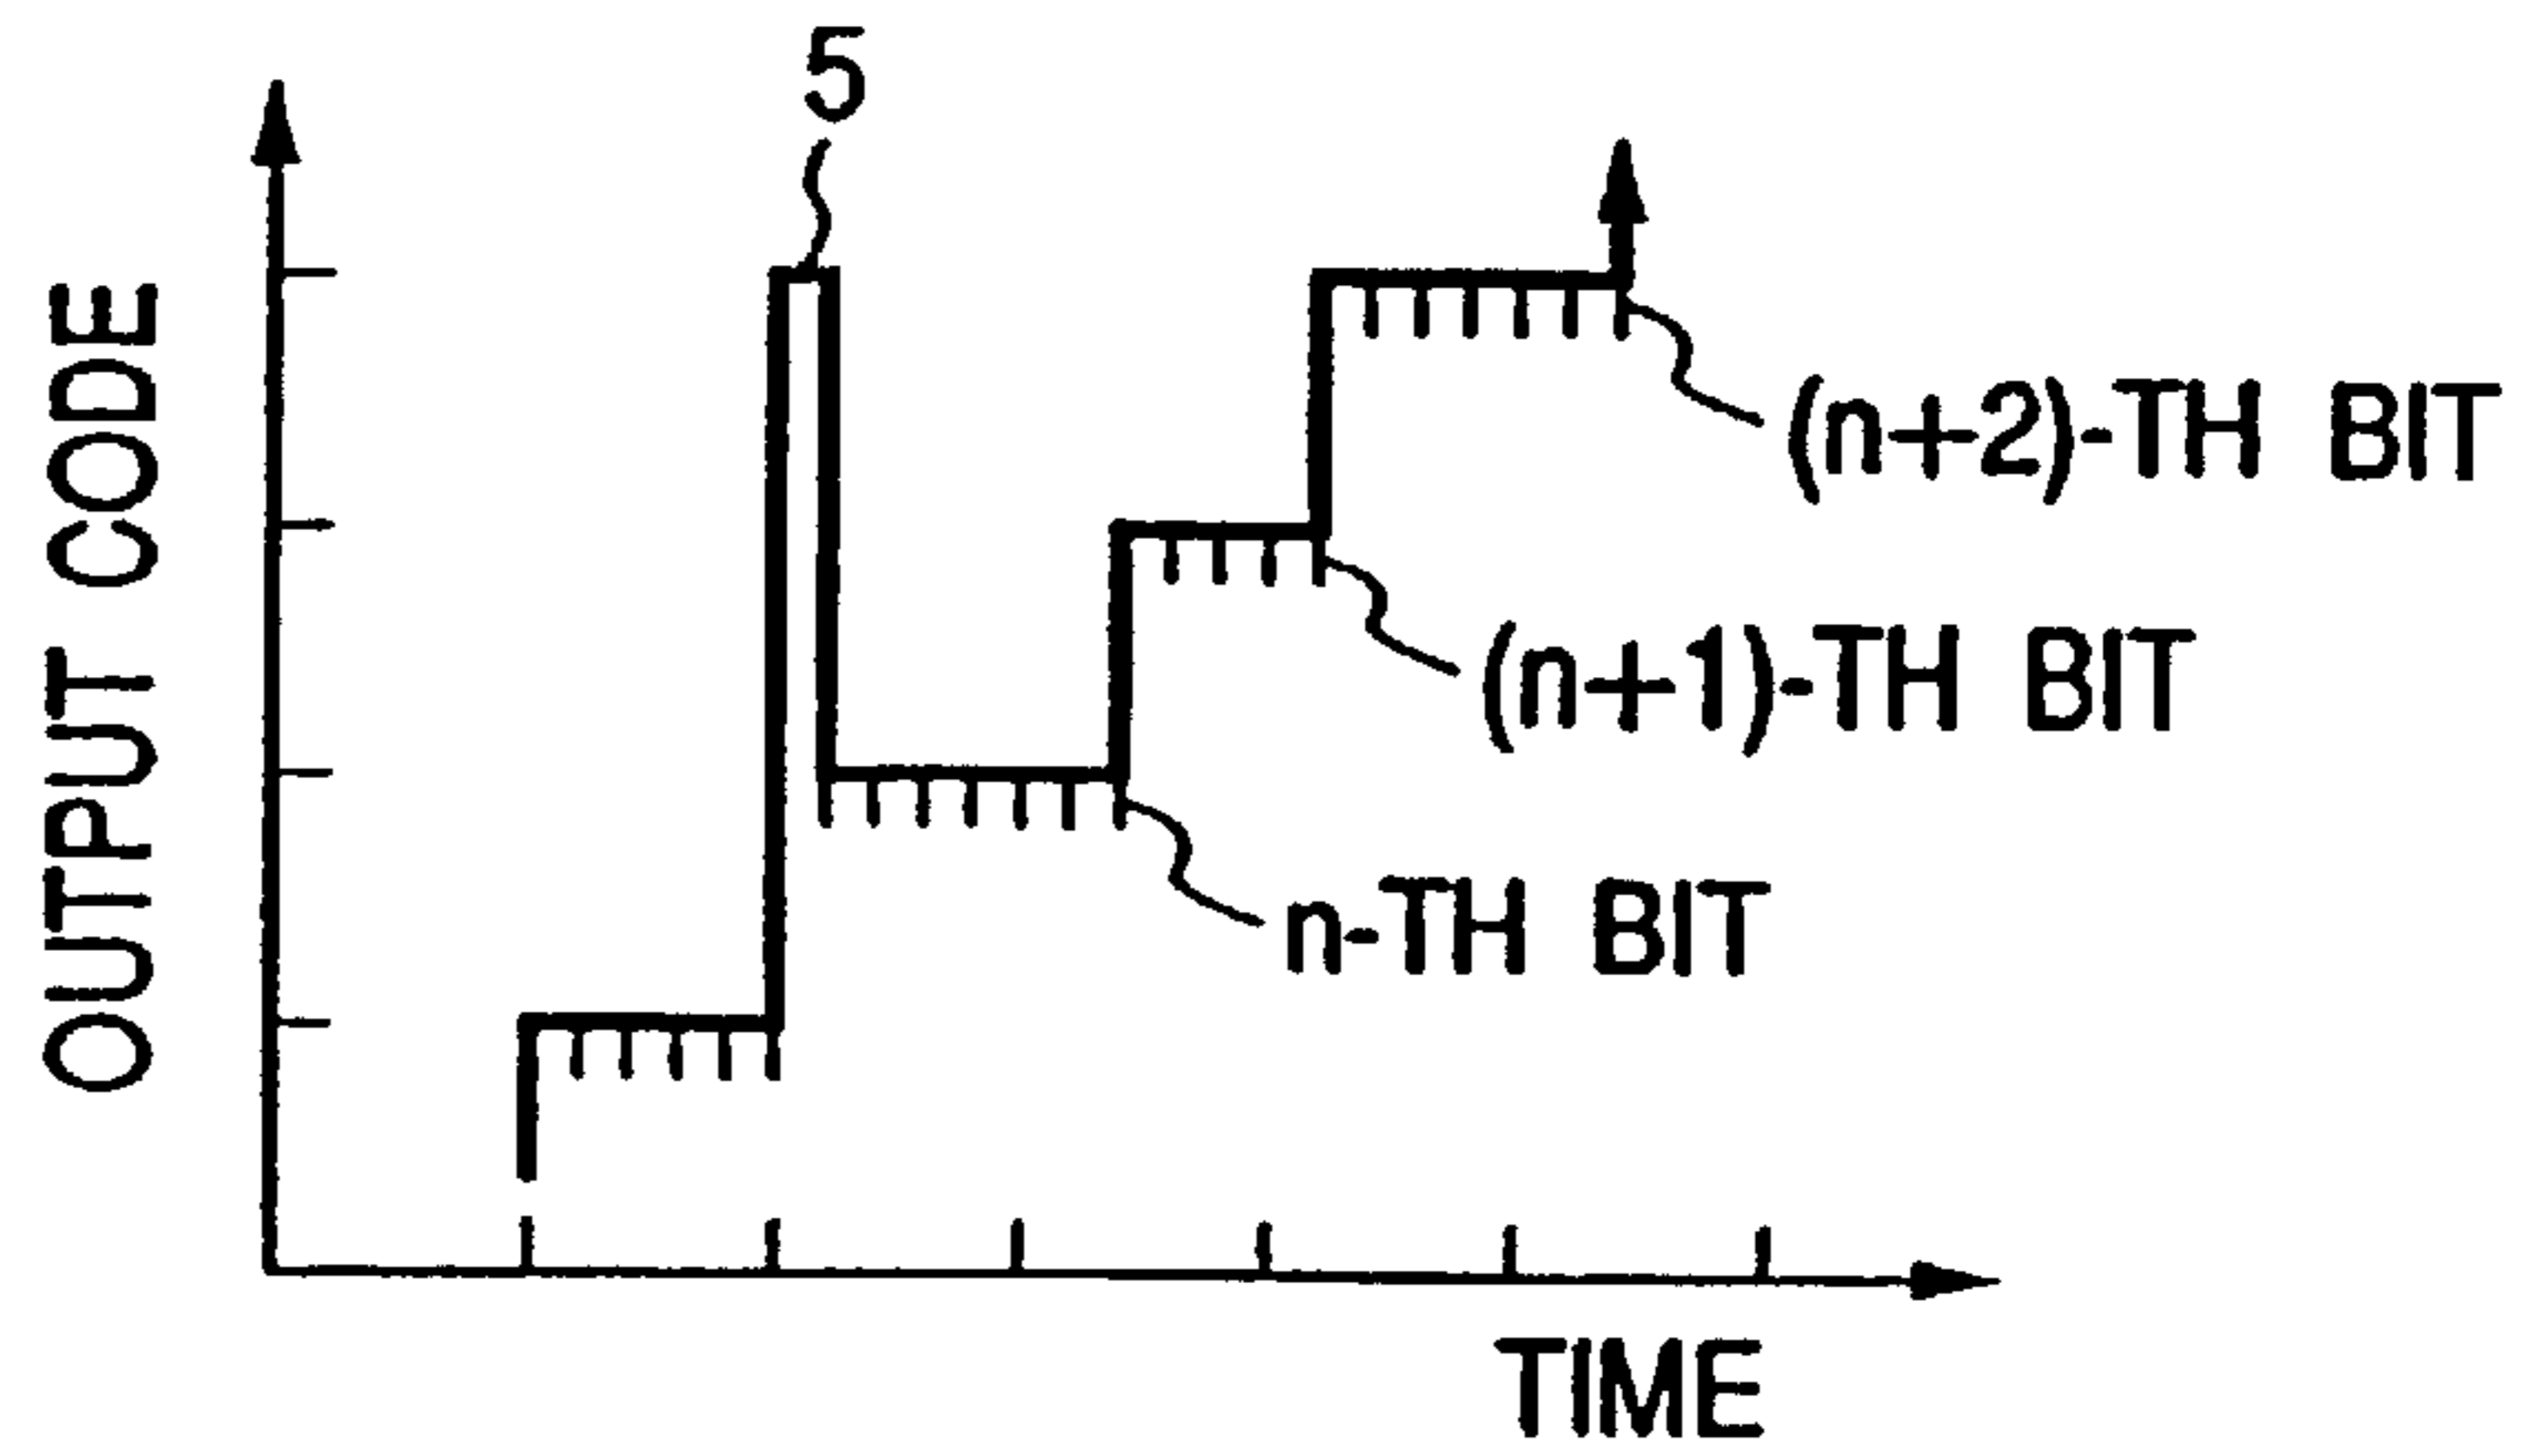 5
OUTPUT CODE
(n+2)-TH BIT
(n+1)-TH BIT
n-TH BIT
TIME